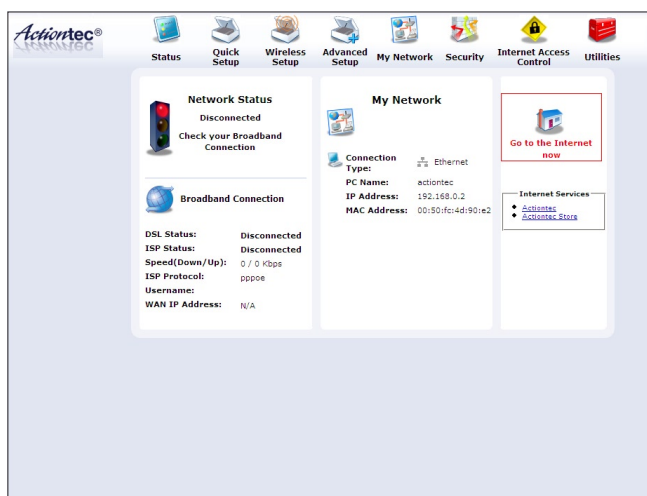 Actiontec®
Status
Quick Setup
Wireless Setup
Advanced Setup
My Network
Security
Internet Access Control
Utilities
Network Status
Disconnected
Check your Broadband
Connection
Broadband Connection
DSL Status: Disconnected
ISP Status: Disconnected
Speed(Down/Up): 0 / 0 Kbps
ISP Protocol: pppoe
Username:
WAN IP Address: N/A
My Network
Connection Type: Ethernet
PC Name: actiontec
IP Address: 192.168.0.2
MAC Address: 00:50:fc:4d:90:e2
Go to the Internet
now
Internet Services
Actiontec
Actiontec Store